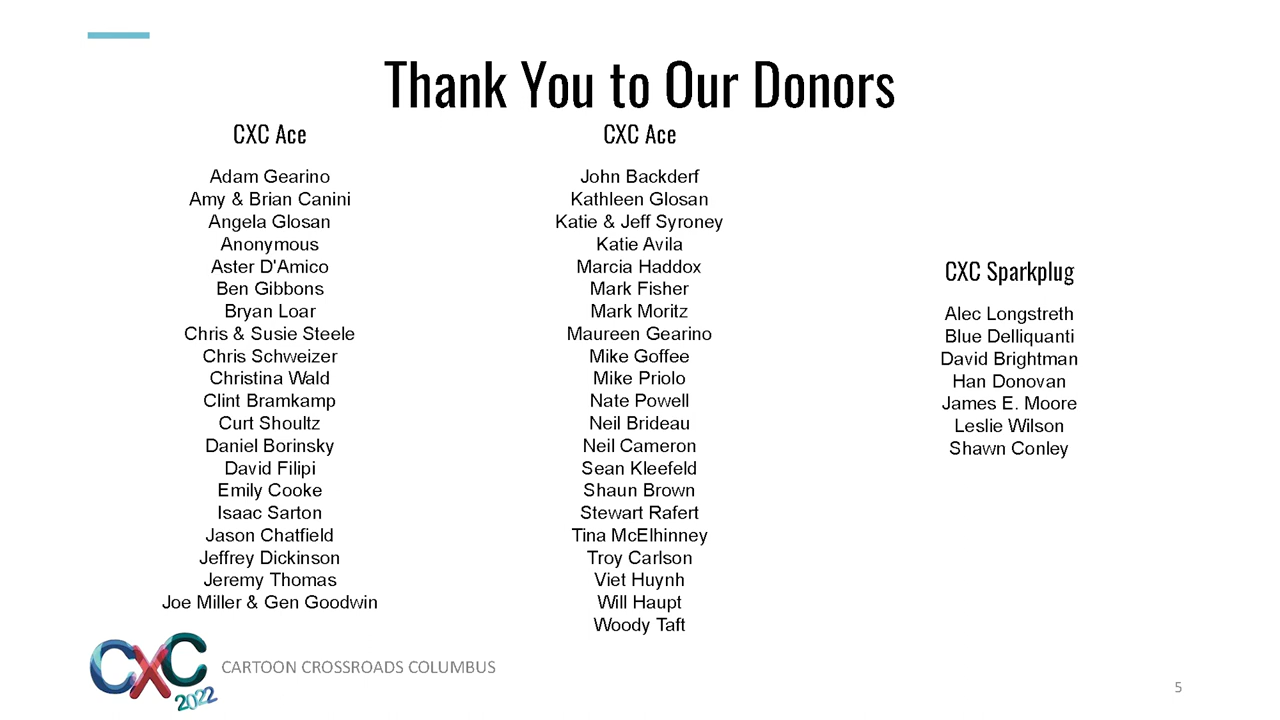 Thank You to Our Donors
CXC Ace
Adam Gearino
Amy & Brian Canini
Angela Glosan
Anonymous
Aster D'Amico
Ben Gibbons
Bryan Loar
Chris & Susie Steele
Chris Schweizer
Christina Wald
Clint Bramkamp
Curt Shoultz
Daniel Borinsky
David Filipi
Emily Cooke
Isaac Sarton
Jason Chatfield
Jeffrey Dickinson
Jeremy Thomas
Joe Miller & Gen Goodwin
CXC Ace
John Backderf
Kathleen Glosan
Katie & Jeff Syroney
Katie Avila
Marcia Haddox
Mark Fisher
Mark Moritz
Maureen Gearino
Mike Goffee
Mike Priolo
Nate Powell
Neil Brideau
Neil Cameron
Sean Kleefeld
Shaun Brown
Stewart Rafert
Tina McElhinney
Troy Carlson
Viet Huynh
Will Haupt
Woody Taft
CXC Sparkplug
Alec Longstreth
Blue Delliquanti
David Brightman
Han Donovan
James E. Moore
Leslie Wilson
Shawn Conley
CXC
2022
CARTOON CROSSROADS COLUMBUS
5